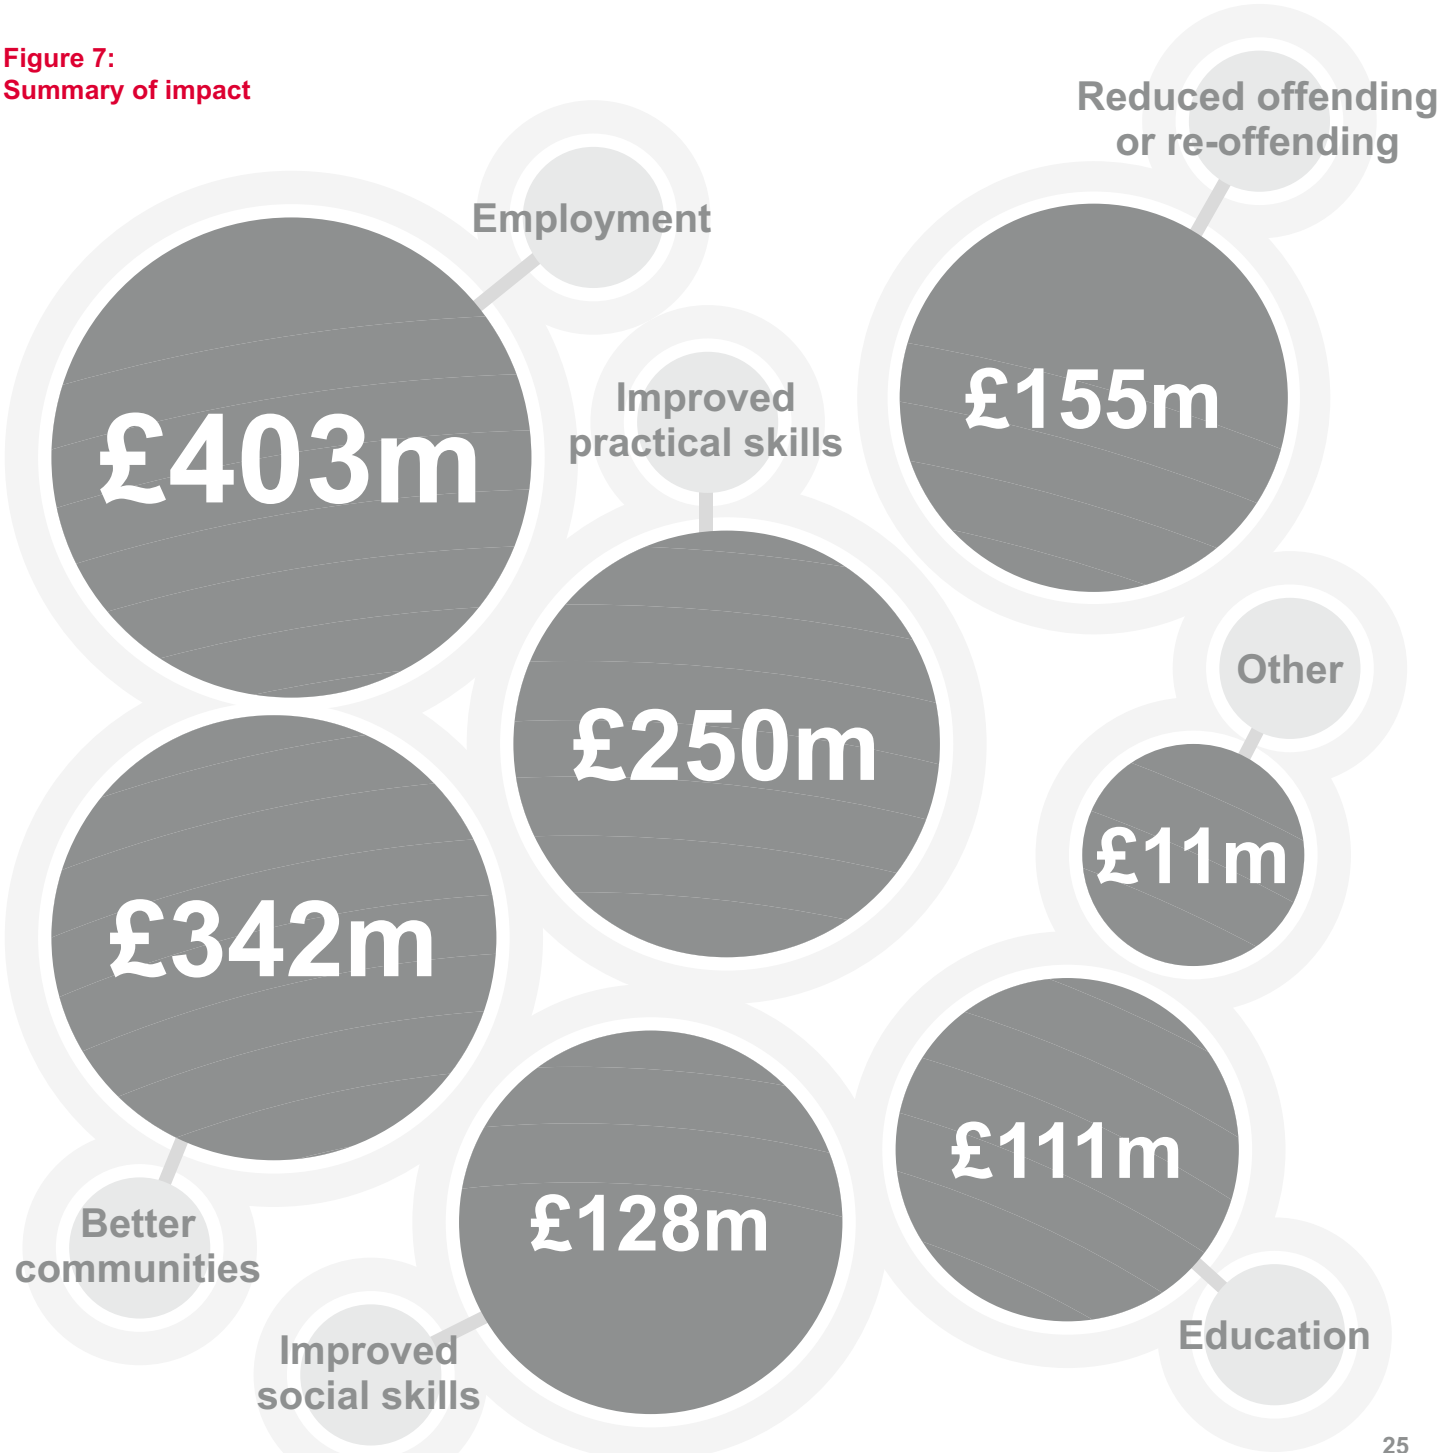 Figure 7:
Summary of impact
Reduced offending
or re-offending
£155m
Employment
£403m
Improved
practical skills
£250m
Other
£11m
£342m
Better
communities
£128m
Improved
social skills
£111m
Education
25